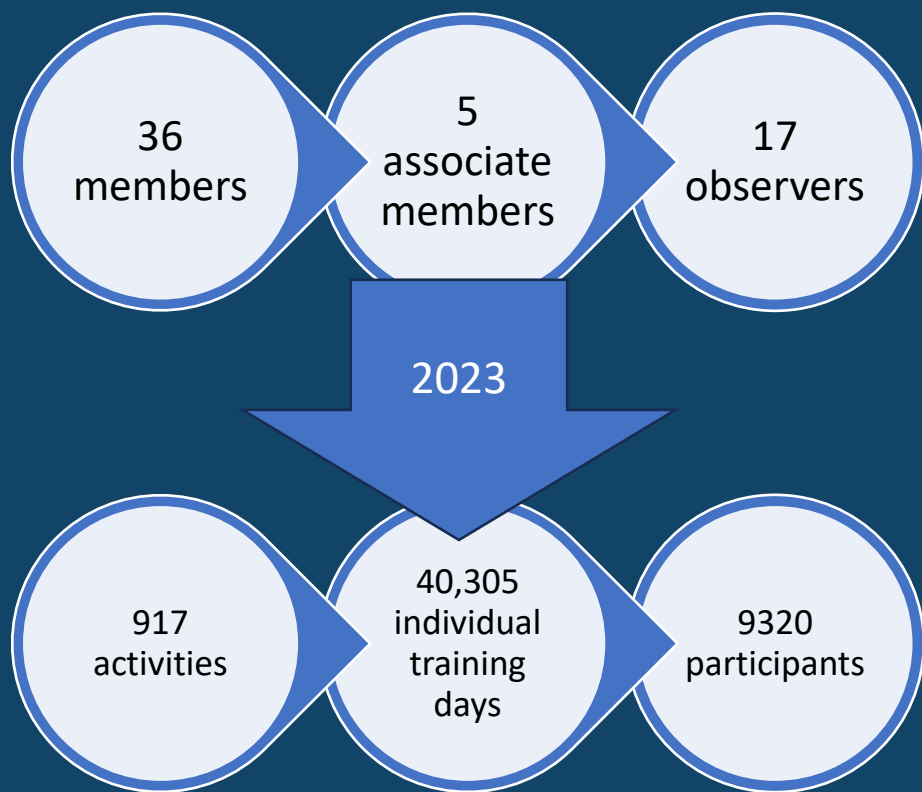 36
members
5
associate
members
17
observers
2023
917
activities
40,305
individual
training
days
9320
participants